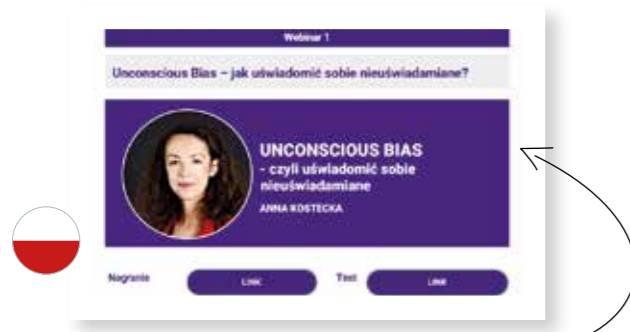 Webinar 1
Unconscious Bias – jak uświadomić sobie nieuświadamiane?
UNCONSCIOUS BIAS
- czyli uświadomić sobie
nieuświadamiane
ANNA KOSTECKA
Nagranie LINK Test LINK